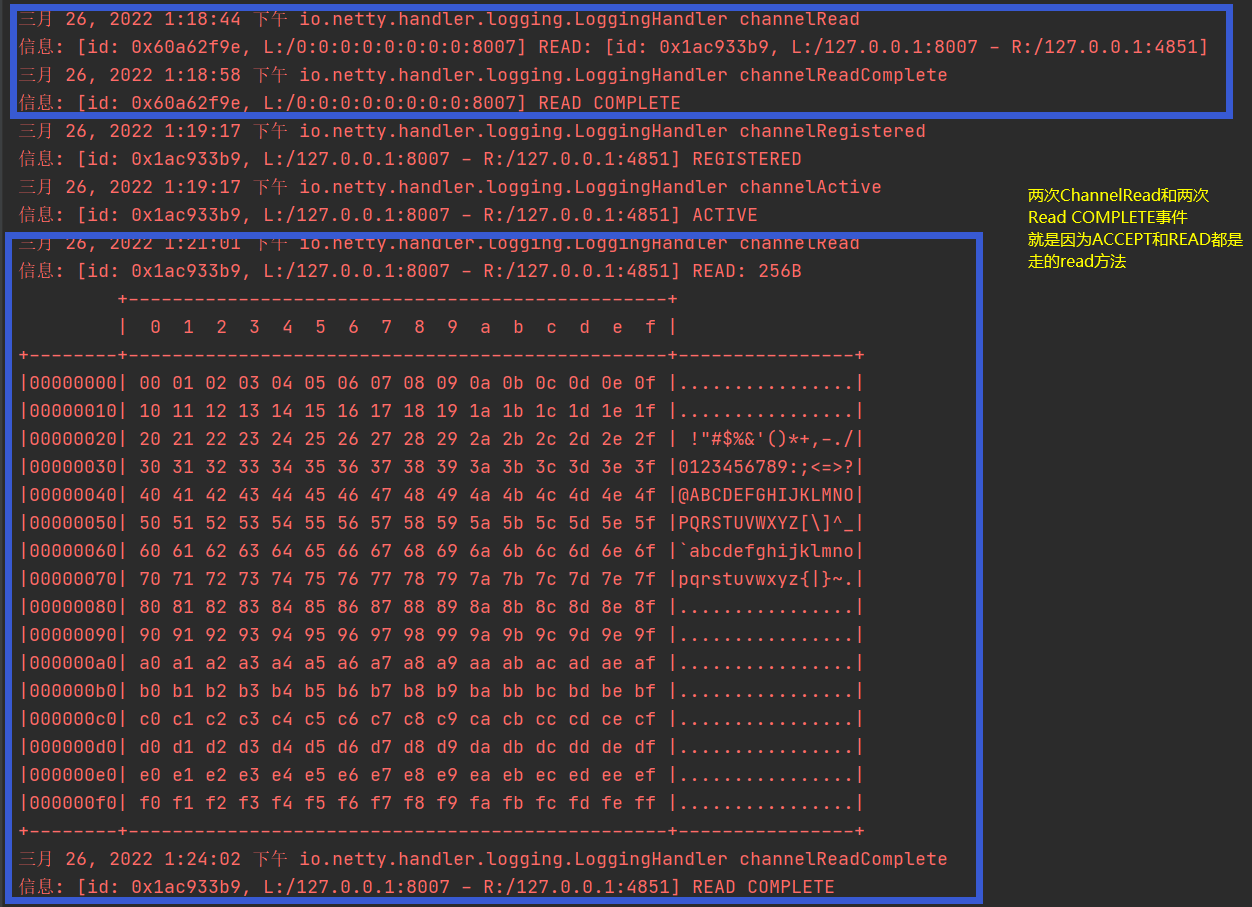 三月 26, 2022 1:18:44 下午 io.netty.handler.logging.LoggingHandler channelRead
信息: [id: 0x60a62f9e, L:/0:0:0:0:0:0:0:0:8007] READ: [id: 0x1ac933b9, L:/127.0.0.1:8007 - R:/127.0.0.1:4851]
三月 26, 2022 1:18:58 下午 io.netty.handler.logging.LoggingHandler channelReadComplete
信息: [id: 0x60a62f9e, L:/0:0:0:0:0:0:0:0:8007] READ COMPLETE
三月 26, 2022 1:19:17 下午 io.netty.handler.logging.LoggingHandler channelRegistered
信息: [id: 0x1ac933b9, L:/127.0.0.1:8007 - R:/127.0.0.1:4851] REGISTERED
三月 26, 2022 1:19:17 下午 io.netty.handler.logging.LoggingHandler channelActive
信息: [id: 0x1ac933b9, L:/127.0.0.1:8007 - R:/127.0.0.1:4851] ACTIVE
两次ChannelRead和两次
Read COMPLETE事件
就是因为ACCEPT和READ都是
走的read方法
三月 26, 2022 1:21:01 下午 io.netty.handler.logging.LoggingHandler channelRead
信息: [id: 0x1ac933b9, L:/127.0.0.1:8007 - R:/127.0.0.1:4851] READ: 256B
         +-------------------------------------------------+
         |  0  1  2  3  4  5  6  7  8  9  a  b  c  d  e  f |
+--------+-------------------------------------------------+----------------+
|00000000| 00 01 02 03 04 05 06 07 08 09 0a 0b 0c 0d 0e 0f |................|
|00000010| 10 11 12 13 14 15 16 17 18 19 1a 1b 1c 1d 1e 1f |................|
|00000020| 20 21 22 23 24 25 26 27 28 29 2a 2b 2c 2d 2e 2f | !"#$%&'()*+,-./|
|00000030| 30 31 32 33 34 35 36 37 38 39 3a 3b 3c 3d 3e 3f |0123456789:;<=>?|
|00000040| 40 41 42 43 44 45 46 47 48 49 4a 4b 4c 4d 4e 4f |@ABCDEFGHIJKLMNO|
|00000050| 50 51 52 53 54 55 56 57 58 59 5a 5b 5c 5d 5e 5f |PQRSTUVWXYZ[\]^_|
|00000060| 60 61 62 63 64 65 66 67 68 69 6a 6b 6c 6d 6e 6f |`abcdefghijklmno|
|00000070| 70 71 72 73 74 75 76 77 78 79 7a 7b 7c 7d 7e 7f |pqrstuvwxyz{|}~.|
|00000080| 80 81 82 83 84 85 86 87 88 89 8a 8b 8c 8d 8e 8f |................|
|00000090| 90 91 92 93 94 95 96 97 98 99 9a 9b 9c 9d 9e 9f |................|
|000000a0| a0 a1 a2 a3 a4 a5 a6 a7 a8 a9 aa ab ac ad ae af |................|
|000000b0| b0 b1 b2 b3 b4 b5 b6 b7 b8 b9 ba bb bc bd be bf |................|
|000000c0| c0 c1 c2 c3 c4 c5 c6 c7 c8 c9 ca cb cc cd ce cf |................|
|000000d0| d0 d1 d2 d3 d4 d5 d6 d7 d8 d9 da db dc dd de df |................|
|000000e0| e0 e1 e2 e3 e4 e5 e6 e7 e8 e9 ea eb ec ed ee ef |................|
|000000f0| f0 f1 f2 f3 f4 f5 f6 f7 f8 f9 fa fb fc fd fe ff |................|
+--------+-------------------------------------------------+----------------+
三月 26, 2022 1:24:02 下午 io.netty.handler.logging.LoggingHandler channelReadComplete
信息: [id: 0x1ac933b9, L:/127.0.0.1:8007 - R:/127.0.0.1:4851] READ COMPLETE